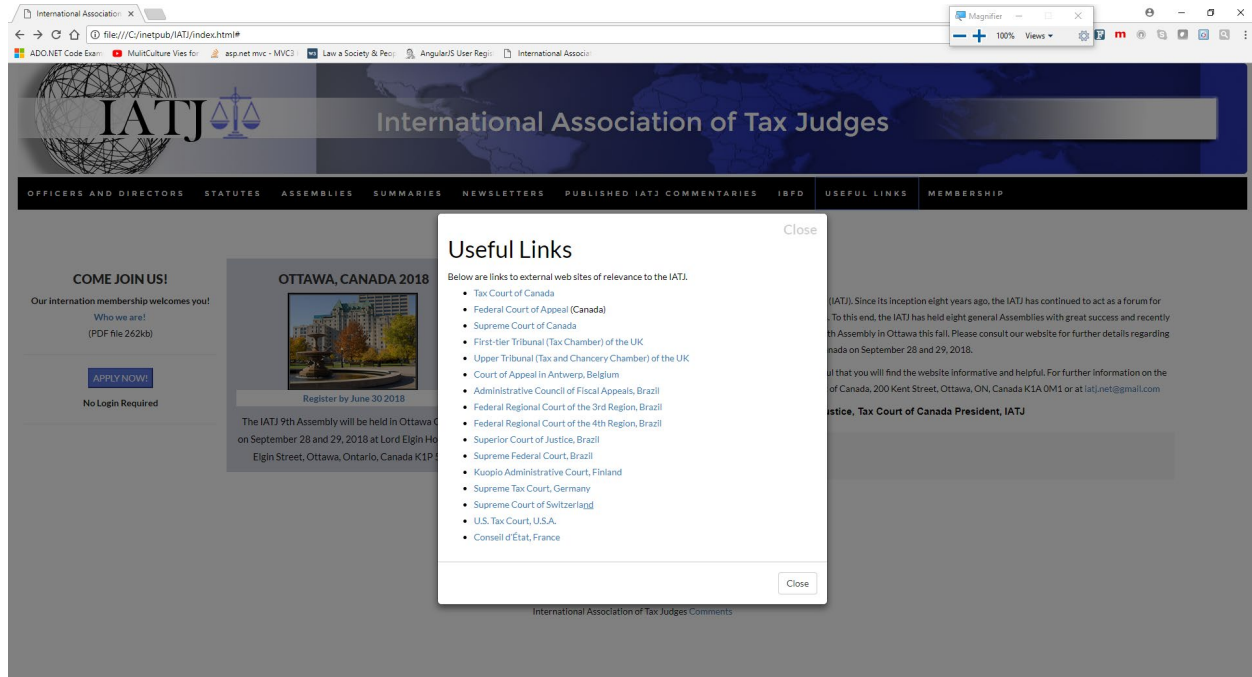 International Association
Magnifier
file:///C:/inetpub/IATJ/index.html#
100% Views
ADO.NET Code Exam
MulitCulture Vies for
asp.net mvc - MVC3
Law a Society & Peop
AngularJS User Regis
International Associa
IATJ
International Association of Tax Judges
OFFICERS AND DIRECTORS STATUTES ASSEMBLIES SUMMARIES NEWSLETTERS PUBLISHED IATJ COMMENTARIES IBFD USEFUL LINKS MEMBERSHIP
COME JOIN US!
Our internation membership welcomes you!
Who we are!
(PDF file 262kb)
APPLY NOW!
No Login Required
OTTAWA, CANADA 2018
Register by June 30 2018
The IATJ 9th Assembly will be held in Ottawa
on September 28 and 29, 2018 at Lord Elgin
Elgin Street, Ottawa, Ontario, Canada K1P
Close
Useful Links
Below are links to external web sites of relevance to the IATJ.
Tax Court of Canada
Federal Court of Appeal (Canada)
Supreme Court of Canada
First-tier Tribunal (Tax Chamber) of the UK
Upper Tribunal (Tax and Chancery Chamber) of the UK
Court of Appeal in Antwerp, Belgium
Administrative Council of Fiscal Appeals, Brazil
Federal Regional Court of the 3rd Region, Brazil
Federal Regional Court of the 4th Region, Brazil
Superior Court of Justice, Brazil
Supreme Federal Court, Brazil
Kuopio Administrative Court, Finland
Supreme Tax Court, Germany
Supreme Court of Switzerland
U.S. Tax Court, U.S.A.
Conseil d'État, France
Close
(IATJ). Since its inception eight years ago, the IATJ has continued to act as a forum for
. To this end, the IATJ has held eight general Assemblies with great success and recently
th Assembly in Ottawa this fall. Please consult our website for further details regarding
nada on September 28 and 29, 2018.
ul that you will find the website informative and helpful. For further information on the
of Canada, 200 Kent Street, Ottawa, ON, Canada K1A 0M1 or at iatj.net@gmail.com
ustice, Tax Court of Canada President, IATJ
International Association of Tax Judges Comments